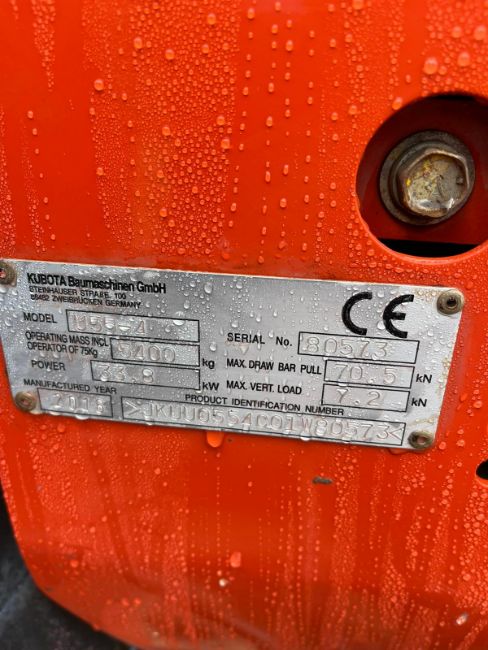 KUBOTA Baumaschinen GmbH
STEINHAUSER STRAßE 100
66482 ZWEIBRÜCKEN GERMANY
CE
MODEL U55-4
SERIAL No. 80573
OPERATING MASS INCL OPERATOR OF 75kg 5400 kg
MAX. DRAW BAR PULL 70.5 kN
POWER 33.8 kW
MAX. VERT. LOAD 7.2 kN
MANUFACTURED YEAR
PRODUCT IDENTIFICATION NUMBER